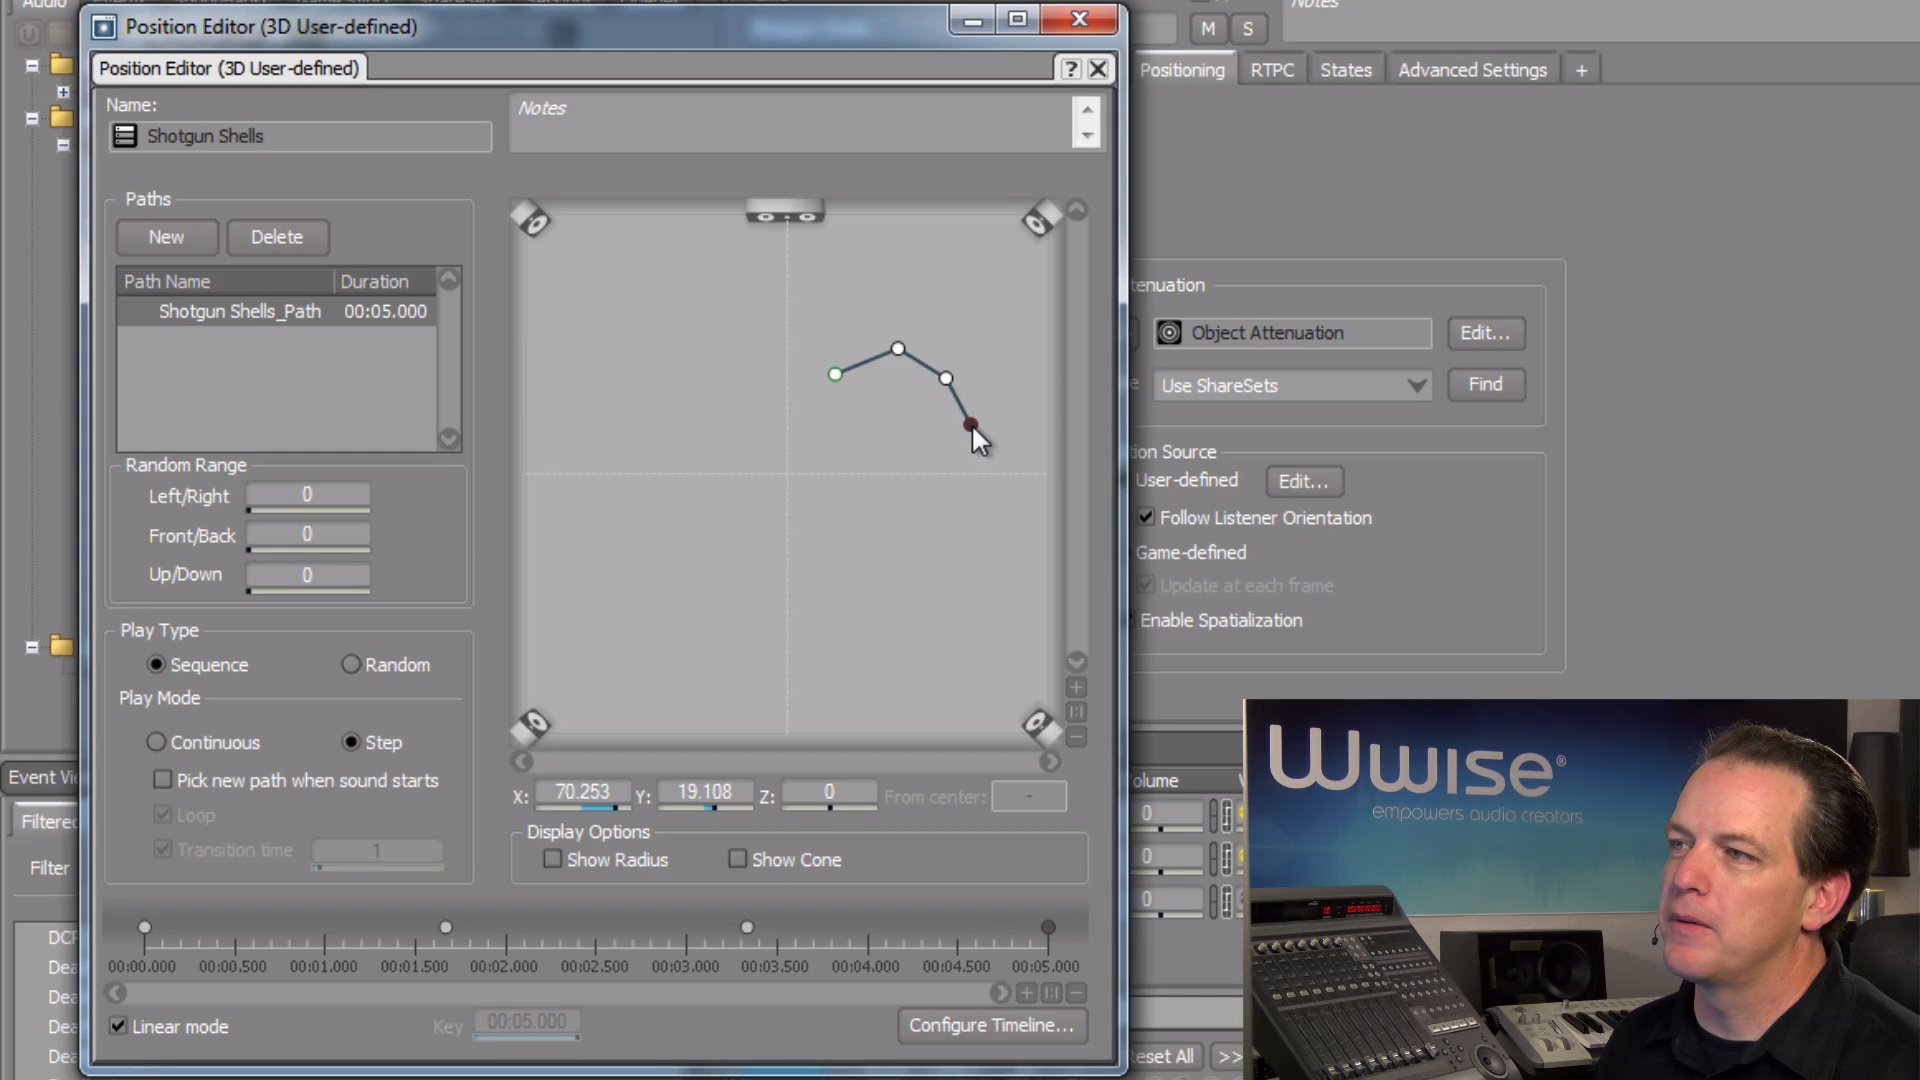 Position Editor (3D User-defined)
Notes
M S
Position Editor (3D User-defined)
?
Positioning RTPC States Advanced Settings +
Name:
Notes
Shotgun Shells
Paths
New Delete
Path Name Duration
Shotgun Shells_Path 00:05.000
Random Range
Left/Right 0
Front/Back 0
Up/Down 0
Play Type
Sequence Random
Play Mode
Continuous Step
Pick new path when sound starts
Loop
Transition time 1
X: 70.253 Y: 19.108 Z: 0 From center: -
Display Options
Show Radius Show Cone
00:00.000 00:00.500 00:01.000 00:01.500 00:02.000 00:02.500 00:03.000 00:03.500 00:04.000 00:04.500 00:05.000
Linear mode Key 00:05.000 Configure Timeline...
Object Attenuation Edit...
Use ShareSets Find
Source
User-defined Edit...
Follow Listener Orientation
Game-defined
Update at each frame
Enable Spatialization
Event
Filtered
Filter
0
0
0
Reset All >>
Wwise®
empowers audio creators